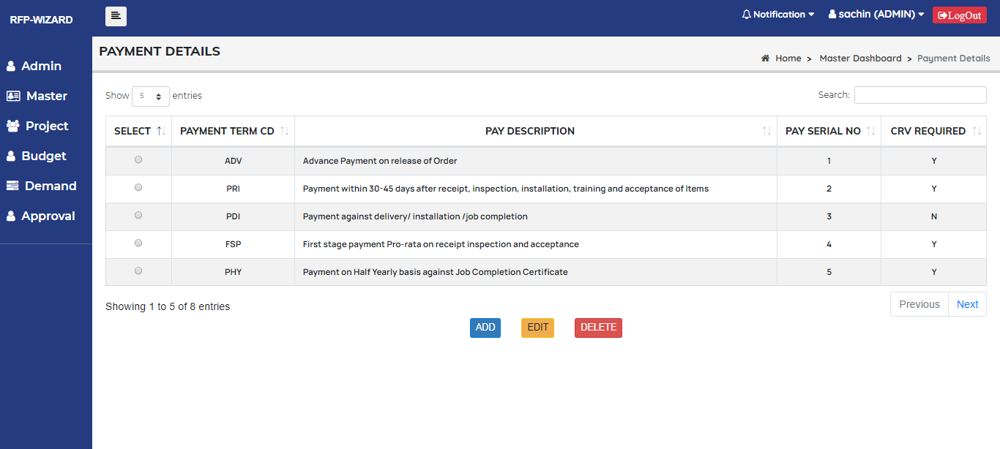 RFP-WIZARD
Notification
sachin (ADMIN)
LogOut
PAYMENT DETAILS
Home > Master Dashboard > Payment Details
Admin
Master
Project
Budget
Demand
Approval
Show 5 entries
Search:
SELECT PAYMENT TERM CD PAY DESCRIPTION PAY SERIAL NO CRV REQUIRED
ADV Advance Payment on release of Order 1 Y
PRI Payment within 30-45 days after receipt, inspection, installation, training and acceptance of Items 2 Y
PDI Payment against delivery/ installation /job completion 3 N
FSP First stage payment Pro-rata on receipt inspection and acceptance 4 Y
PHY Payment on Half Yearly basis against Job Completion Certificate 5 Y
Showing 1 to 5 of 8 entries
Previous Next
ADD EDIT DELETE